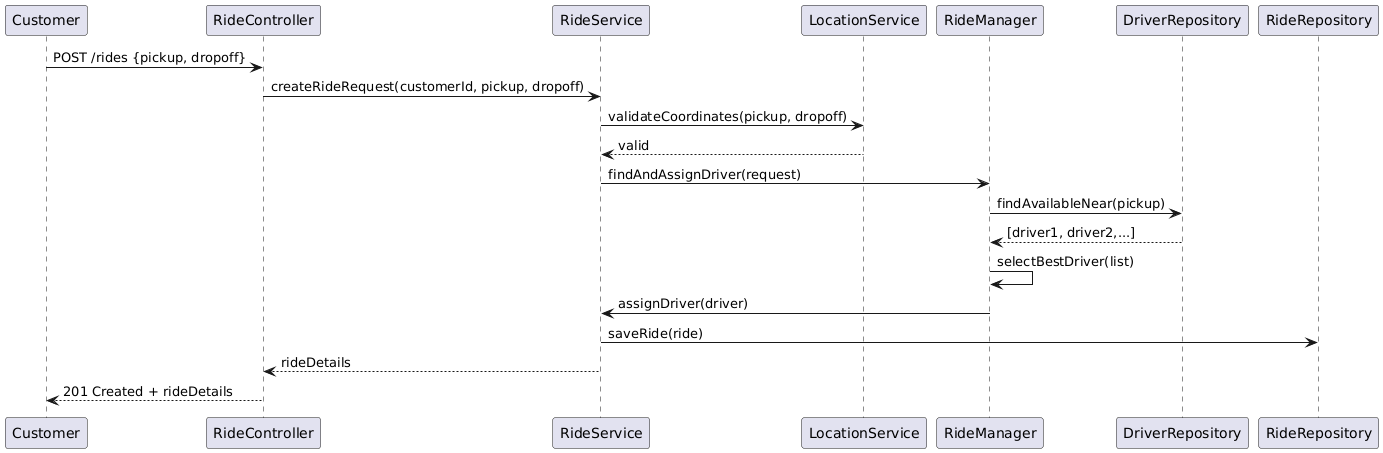 Customer RideController RideService LocationService RideManager DriverRepository RideRepository
POST /rides {pickup, dropoff}
createRideRequest(customerId, pickup, dropoff)
validateCoordinates(pickup, dropoff)
valid
findAndAssignDriver(request)
findAvailableNear(pickup)
[driver1, driver2,...]
selectBestDriver(list)
assignDriver(driver)
saveRide(ride)
rideDetails
201 Created + rideDetails
Customer RideController RideService LocationService RideManager DriverRepository RideRepository